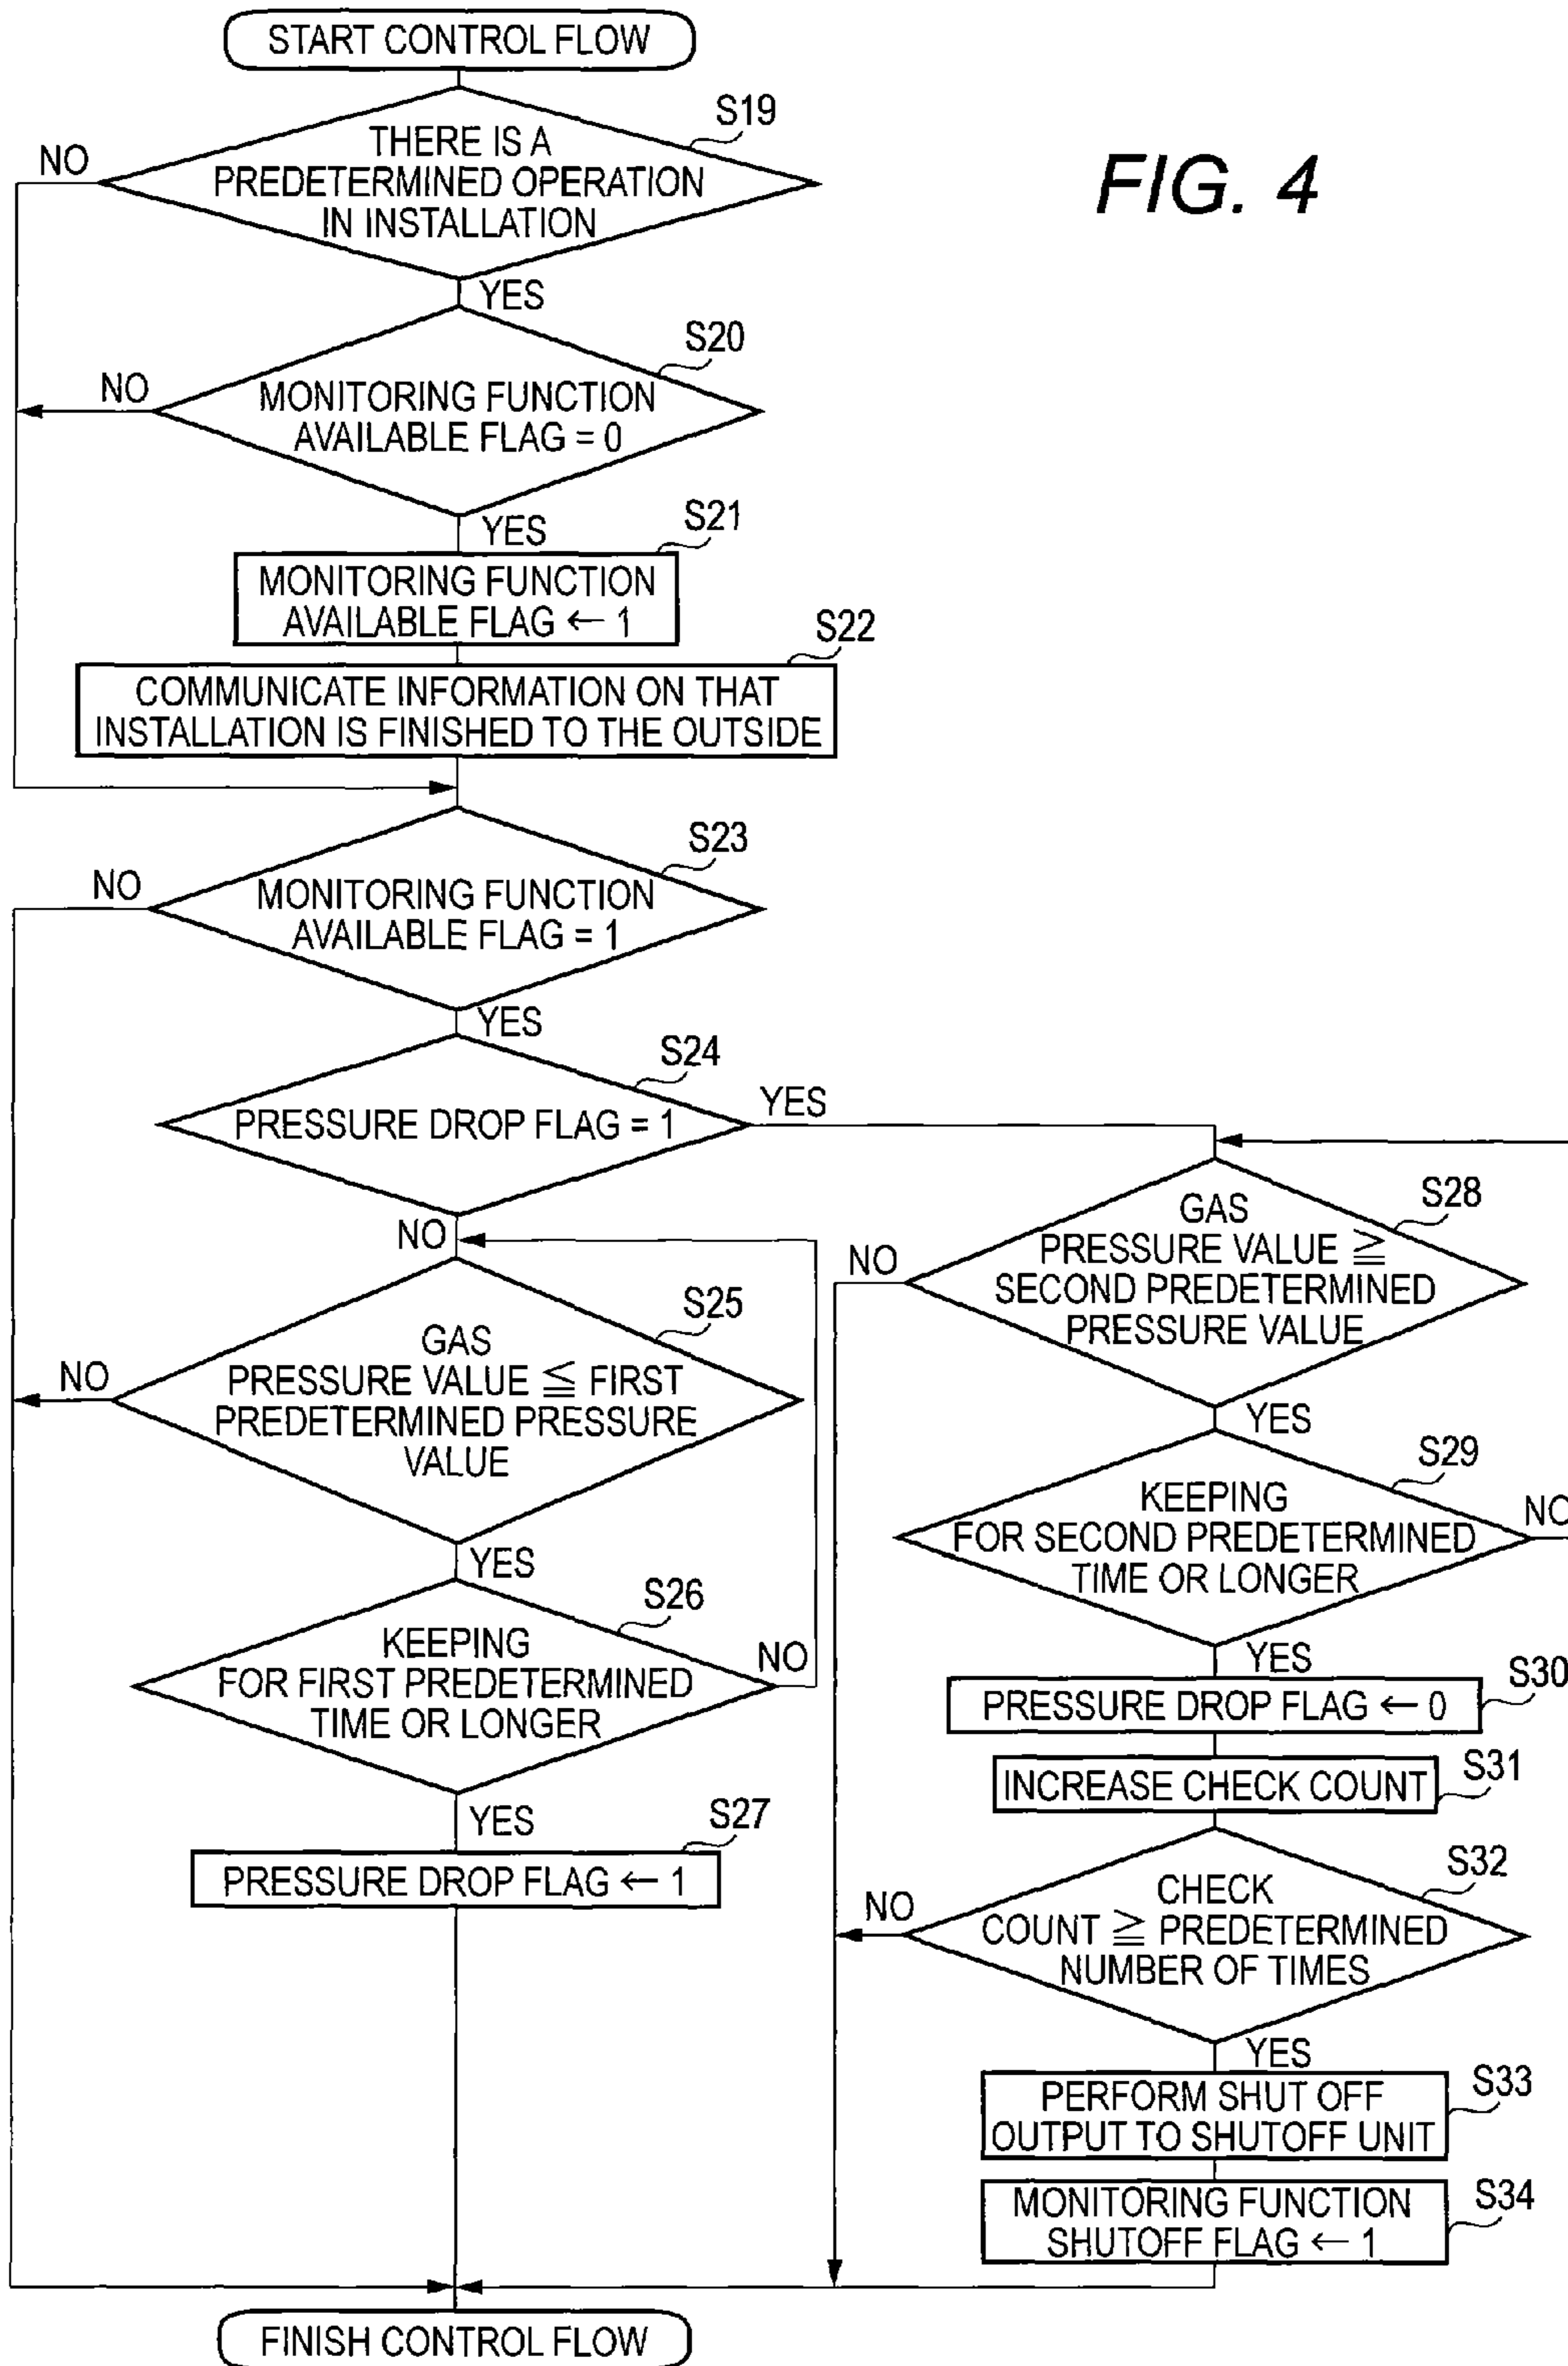 START CONTROL FLOW
FIG. 4
S19
THERE IS A
PREDETERMINED OPERATION
IN INSTALLATION
NO
YES
S20
MONITORING FUNCTION
AVAILABLE FLAG = 0
NO
YES
S21
MONITORING FUNCTION
AVAILABLE FLAG ← 1
S22
COMMUNICATE INFORMATION ON THAT
INSTALLATION IS FINISHED TO THE OUTSIDE
S23
MONITORING FUNCTION
AVAILABLE FLAG = 1
NO
YES
S24
PRESSURE DROP FLAG = 1
YES
NO
S25
GAS
PRESSURE VALUE ≦ FIRST
PREDETERMINED PRESSURE
VALUE
NO
YES
S26
KEEPING
FOR FIRST PREDETERMINED
TIME OR LONGER
NO
YES
S27
PRESSURE DROP FLAG ← 1
S28
GAS
PRESSURE VALUE ≧
SECOND PREDETERMINED
PRESSURE VALUE
NO
YES
S29
KEEPING
FOR SECOND PREDETERMINED
TIME OR LONGER
NO
YES
S30
PRESSURE DROP FLAG ← 0
S31
INCREASE CHECK COUNT
S32
CHECK
COUNT ≧ PREDETERMINED
NUMBER OF TIMES
NO
YES
S33
PERFORM SHUT OFF
OUTPUT TO SHUTOFF UNIT
S34
MONITORING FUNCTION
SHUTOFF FLAG ← 1
FINISH CONTROL FLOW